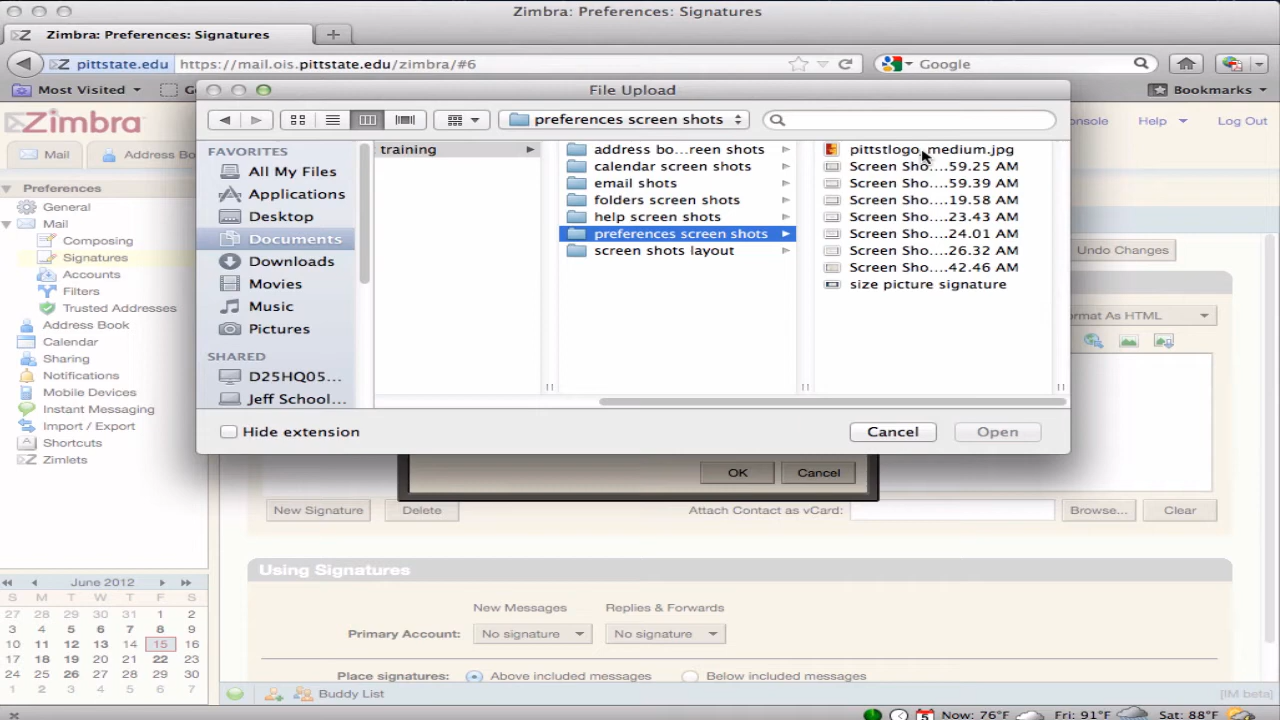 Zimbra: Preferences: Signatures
Zimbra: Preferences: Signatures
pittstate.edu https://mail.ois.pittstate.edu/zimbra/#6
Google
Most Visited
Bookmarks
File Upload
Zimbra
Help
Log Out
Mail
Address Bo
preferences screen shots
Preferences
General
Mail
Composing
Signatures
Accounts
Filters
Trusted Addresses
Address Book
Calendar
Sharing
Notifications
Mobile Devices
Instant Messaging
Import / Export
Shortcuts
Zimlets
FAVORITES
All My Files
Applications
Desktop
Documents
Downloads
Movies
Music
Pictures
SHARED
D25HQ05...
Jeff School...
training
address bo...reen shots
calendar screen shots
email shots
folders screen shots
help screen shots
preferences screen shots
screen shots layout
pittstlogo_medium.jpg
Screen Sho....59.25 AM
Screen Sho....59.39 AM
Screen Sho....19.58 AM
Screen Sho....23.43 AM
Screen Sho....24.01 AM
Screen Sho....26.32 AM
Screen Sho....42.46 AM
size picture signature
Hide extension
Cancel
Open
Undo Changes
ormat As HTML
OK
Cancel
New Signature
Delete
Attach Contact as vCard:
Browse...
Clear
Using Signatures
New Messages
Replies & Forwards
Primary Account:
No signature
No signature
Place signatures:
Above included messages
Below included messages
June 2012
S M T W T F S
27 28 29 30 31 1 2
3 4 5 6 7 8 9
10 11 12 13 14 15 16
17 18 19 20 21 22 23
24 25 26 27 28 29 30
1 2 3 4 5 6 7
Buddy List
[IM beta]
Now: 76°F
Fri: 91°F
Sat: 88°F